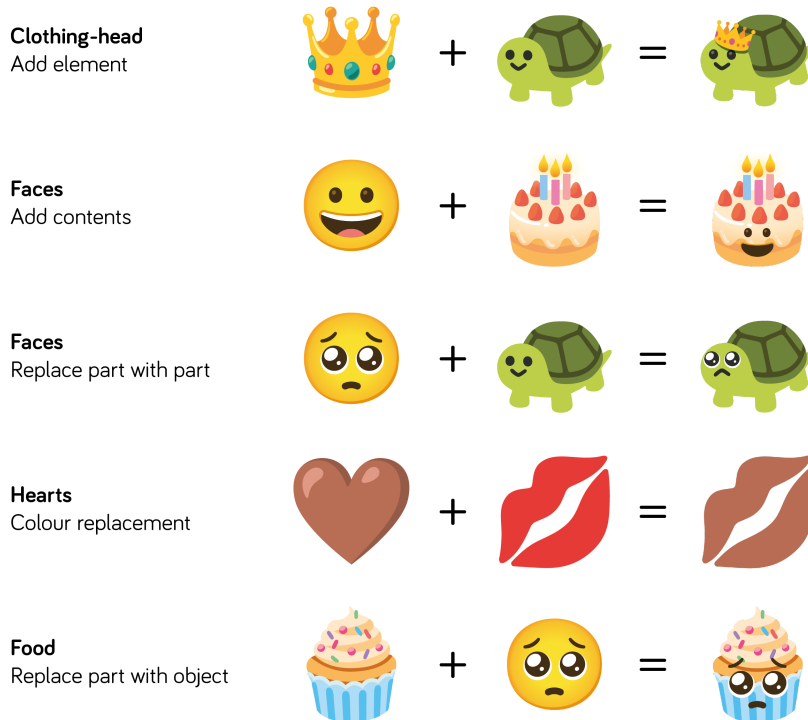 Clothing-head
Add element
+ =
Faces
Add contents
+ =
Faces
Replace part with part
+ =
Hearts
Colour replacement
+ =
Food
Replace part with object
+ =